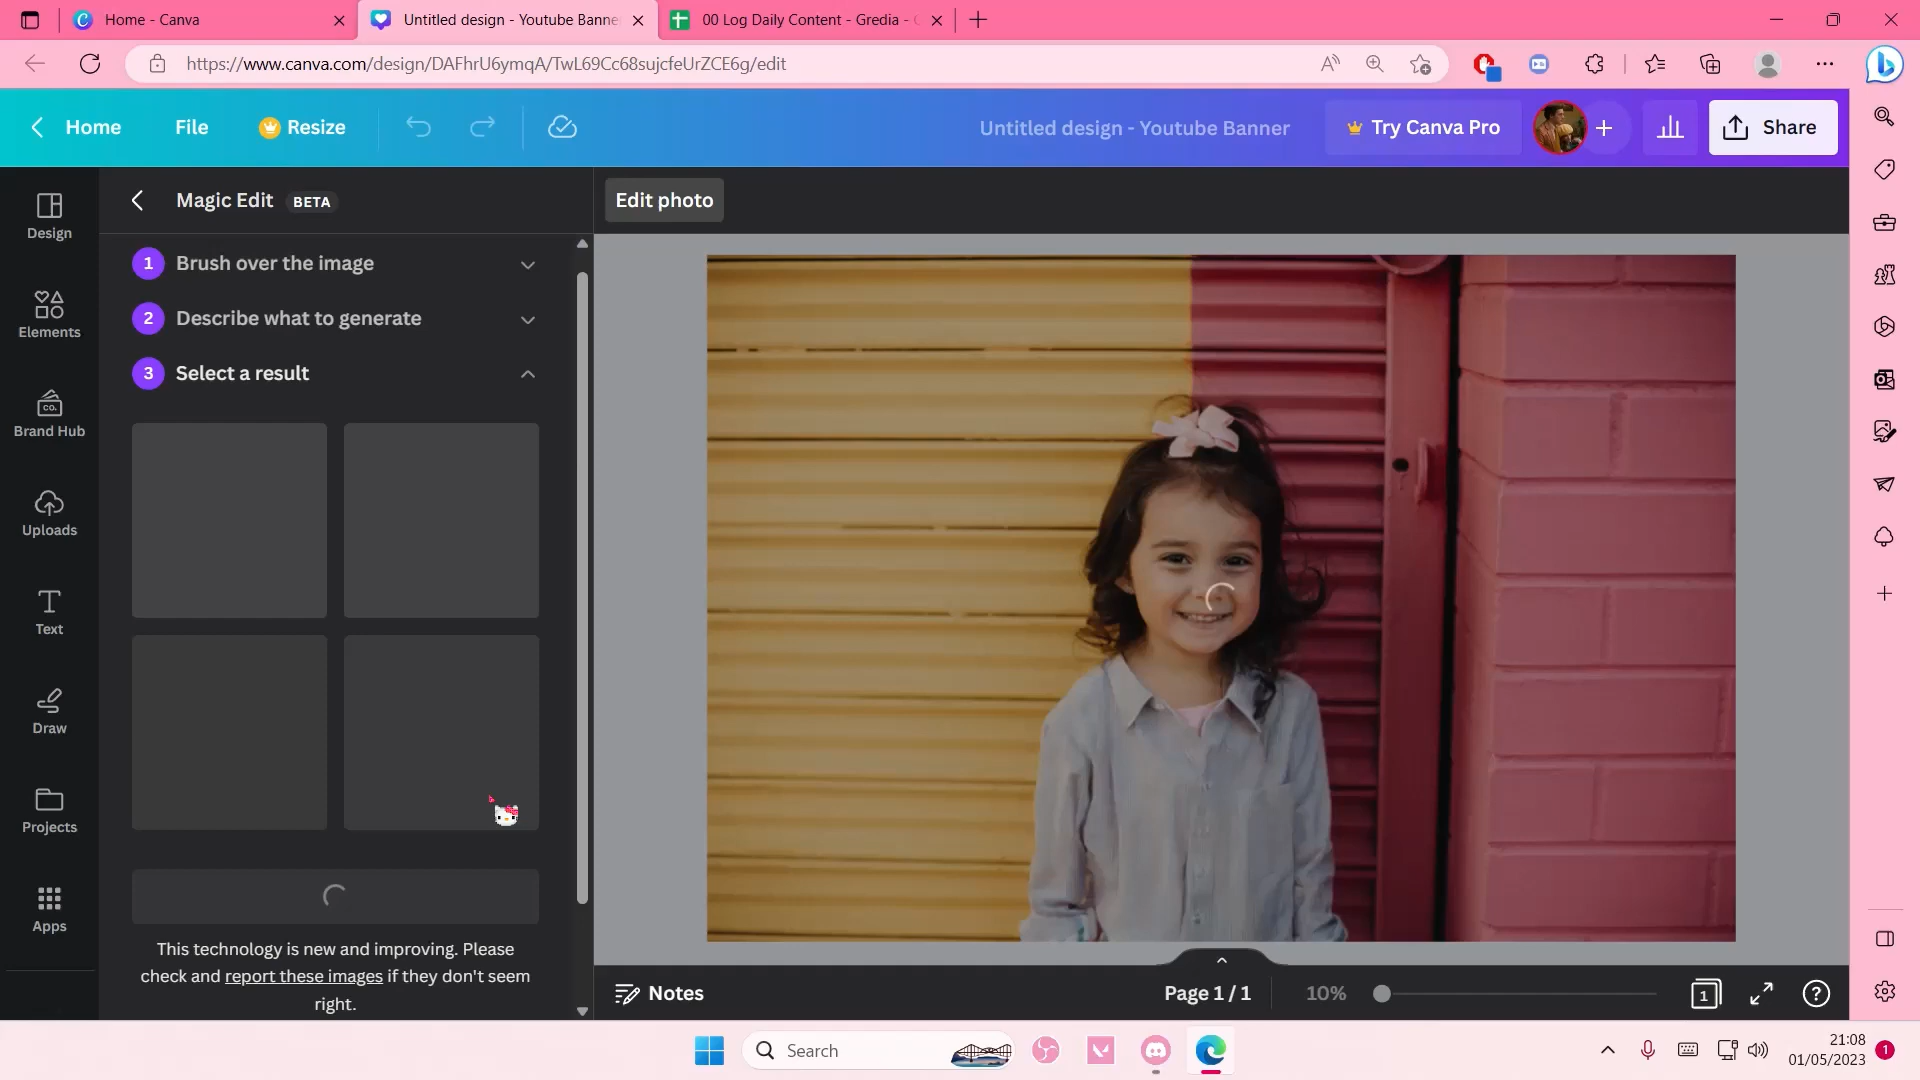 Home - Canva
Untitled design - Youtube Banne
00 Log Daily Content - Gredia -
https://www.canva.com/design/DAFhrU6ymqA/TwL69Cc68sujcfeUrZCE6g/edit
Home
File
Resize
Untitled design - Youtube Banner
Try Canva Pro
Share
Design
Elements
Brand Hub
CO.
Uploads
Text
Draw
Projects
Apps
Magic Edit BETA
1 Brush over the image
2 Describe what to generate
3 Select a result
This technology is new and improving. Please
check and report these images if they don't seem
right.
Edit photo
Notes
Page 1 / 1
10%
1
Search
21:08
01/05/2023
1